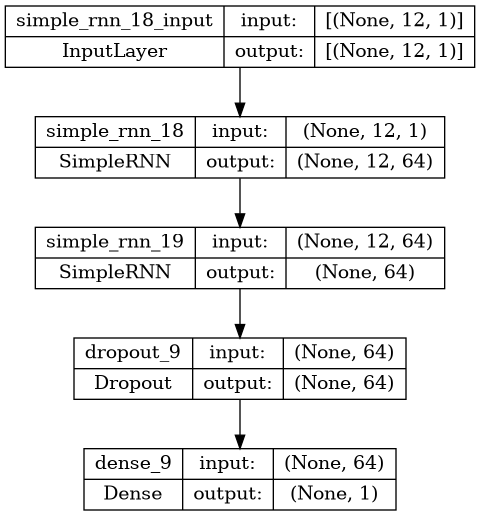 simple_rnn_18_input input: [(None, 12, 1)]
InputLayer output: [(None, 12, 1)]
simple_rnn_18 input: (None, 12, 1)
SimpleRNN output: (None, 12, 64)
simple_rnn_19 input: (None, 12, 64)
SimpleRNN output: (None, 64)
dropout_9 input: (None, 64)
Dropout output: (None, 64)
dense_9 input: (None, 64)
Dense output: (None, 1)